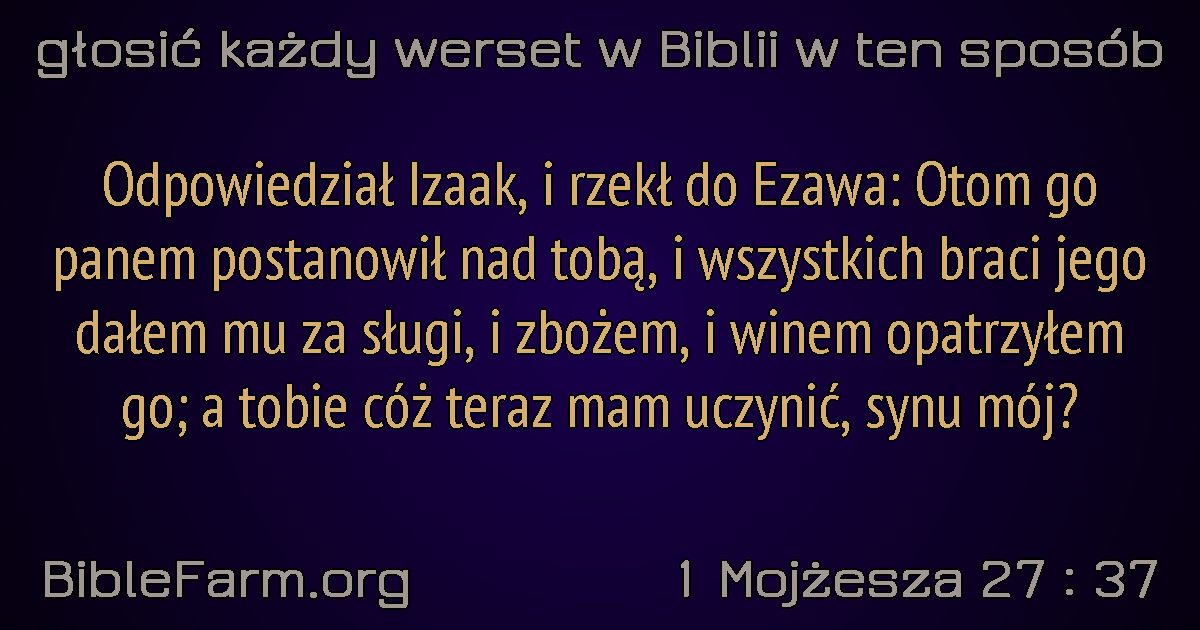 głosić każdy werset w Biblii w ten sposób
Odpowiedział Izaak, i rzekł do Ezawa: Otom go
panem postanowił nad tobą, i wszystkich braci jego
dałem mu za sługi, i zbożem, i winem opatrzyłem
go; a tobie cóż teraz mam uczynić, synu mój?
BibleFarm.org
1 Mojżesza 27 : 37